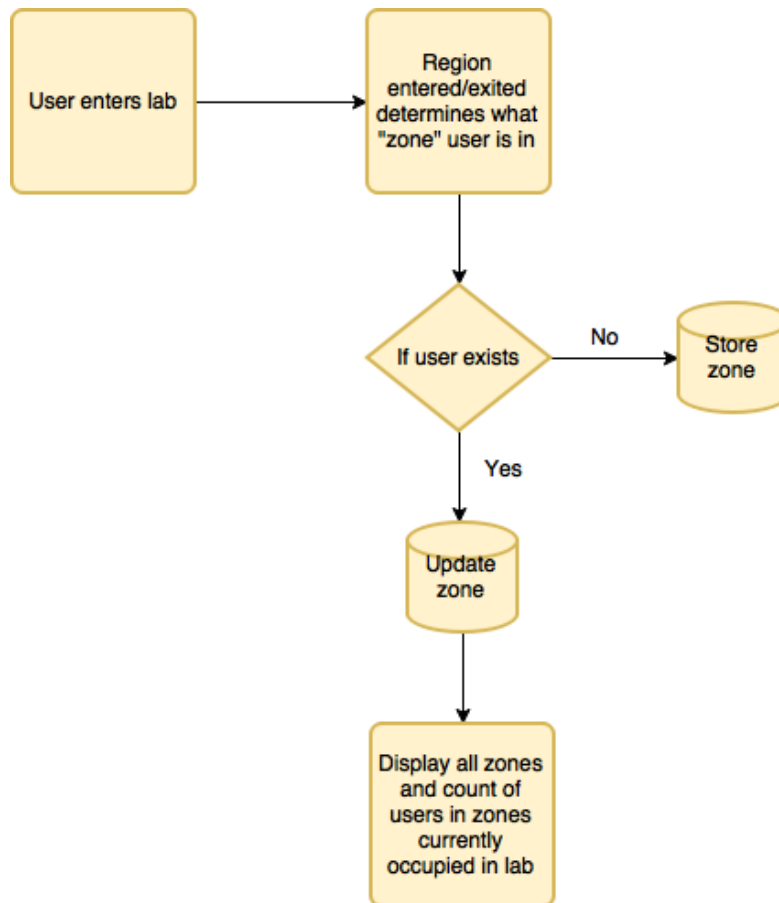 User enters lab
Region
entered/exited
determines what
"zone" user is in
If user exists
No
Store
zone
Yes
Update
zone
Display all zones
and count of
users in zones
currently
occupied in lab